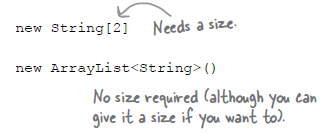 new String[2] Needs a size.
new ArrayList<String>()
No size required (although you can
give it a size if you want to).